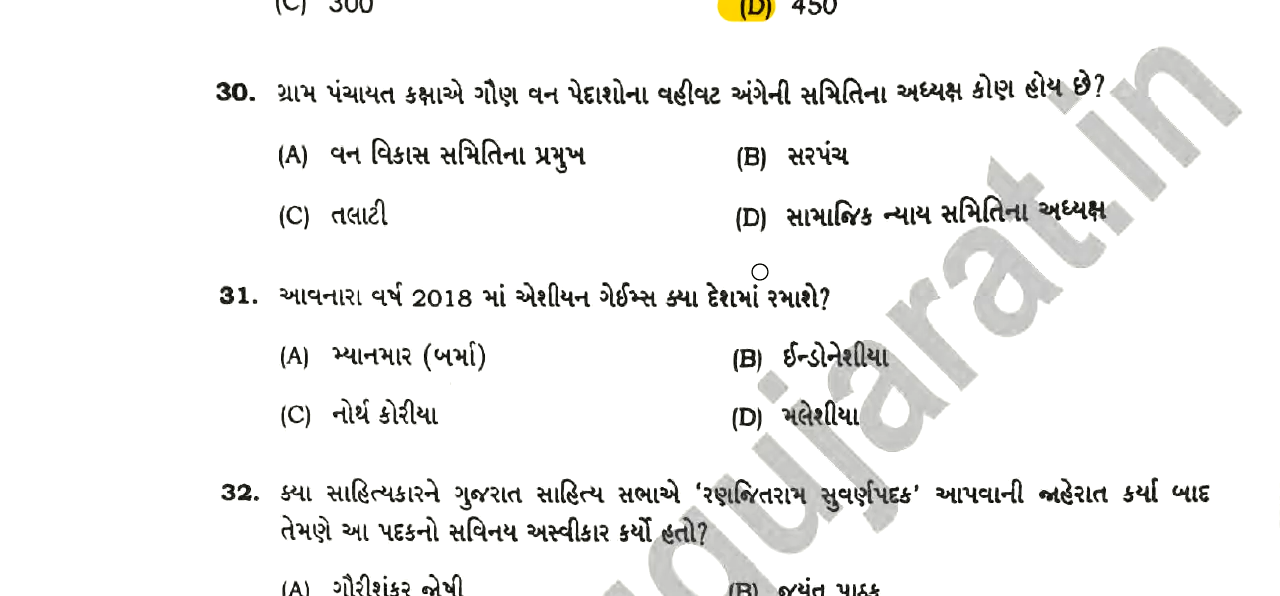 (C) 300 (D) 450
30. ગ્રામ પંચાયત કક્ષાએ ગૌણ વન પેદાશોના વહીવટ અંગેની સમિતિના અધ્યક્ષ કોણ હોય છે?
(A) વન વિકાસ સમિતિના પ્રમુખ (B) સરપંચ
(C) તલાટી (D) સામાજિક ન્યાય સમિતિના અધ્યક્ષ
31. આવનારા વર્ષ 2018 માં એશીયન ગેઈમ્સ ક્યા દેશમાં રમાશે?
(A) મ્યાનમાર (બર્મા) (B) ઈન્ડોનેશીયા
(C) નોર્થ કોરીયા (D) મલેશીયા
32. ક્યા સાહિત્યકારને ગુજરાત સાહિત્ય સભાએ ‘રણજિતરામ સુવર્ણપદક’ આપવાની જાહેરાત કર્યા બાદ
તેમણે આ પદકનો સવિનય અસ્વીકાર કર્યો હતો?
(A) ગૌરીશંકર જોષી (B) જયંત પાઠક
gujarat.in